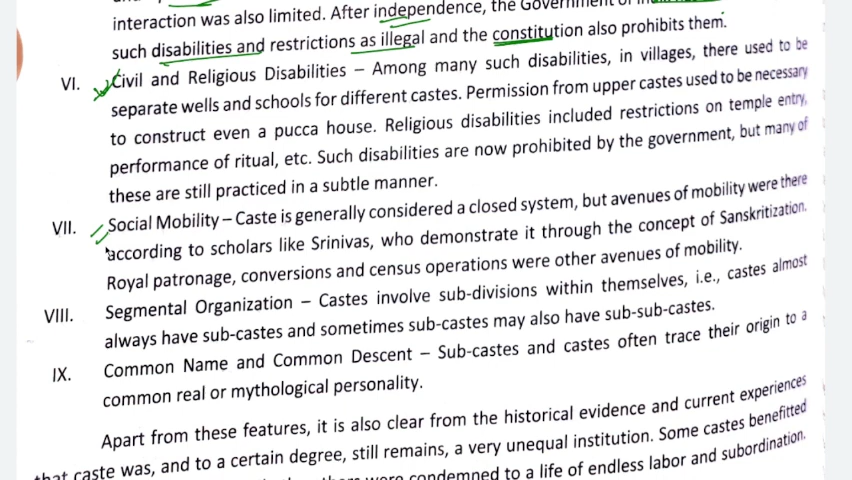 interaction was also limited. After independence, the Government of
such disabilities and restrictions as illegal and the constitution also prohibits them.
VI. Civil and Religious Disabilities – Among many such disabilities, in villages, there used to be
separate wells and schools for different castes. Permission from upper castes used to be necessary
to construct even a pucca house. Religious disabilities included restrictions on temple entry,
performance of ritual, etc. Such disabilities are now prohibited by the government, but many of
these are still practiced in a subtle manner.
VII. Social Mobility – Caste is generally considered a closed system, but avenues of mobility were there
according to scholars like Srinivas, who demonstrate it through the concept of Sanskritization.
Royal patronage, conversions and census operations were other avenues of mobility.
VIII. Segmental Organization – Castes involve sub-divisions within themselves, i.e., castes almost
always have sub-castes and sometimes sub-castes may also have sub-sub-castes.
IX. Common Name and Common Descent – Sub-castes and castes often trace their origin to a
common real or mythological personality.
Apart from these features, it is also clear from the historical evidence and current experiences
that caste was, and to a certain degree, still remains, a very unequal institution. Some castes benefitted
were condemned to a life of endless labor and subordination.